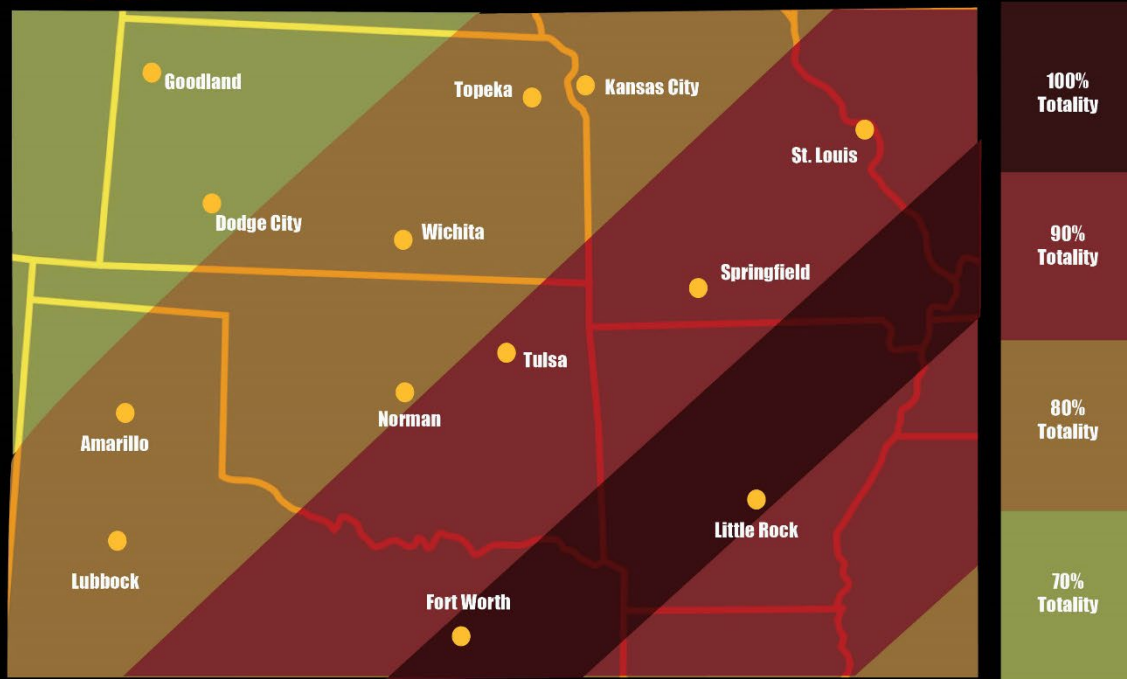 Goodland
Topeka
Kansas City
St. Louis
Dodge City
Wichita
Springfield
Tulsa
Norman
Amarillo
Little Rock
Lubbock
Fort Worth
100%
Totality
90%
Totality
80%
Totality
70%
Totality